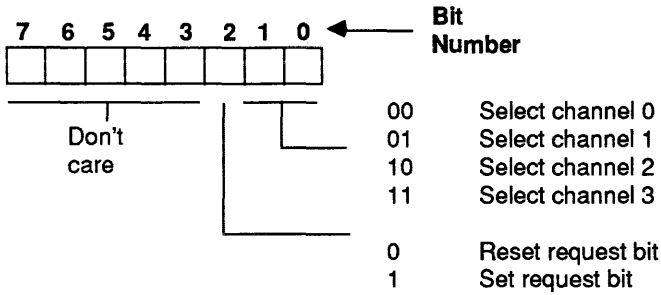 Bit
Number
7 6 5 4 3 2 1 0
Don't
care
00 Select channel 0
01 Select channel 1
10 Select channel 2
11 Select channel 3
0 Reset request bit
1 Set request bit